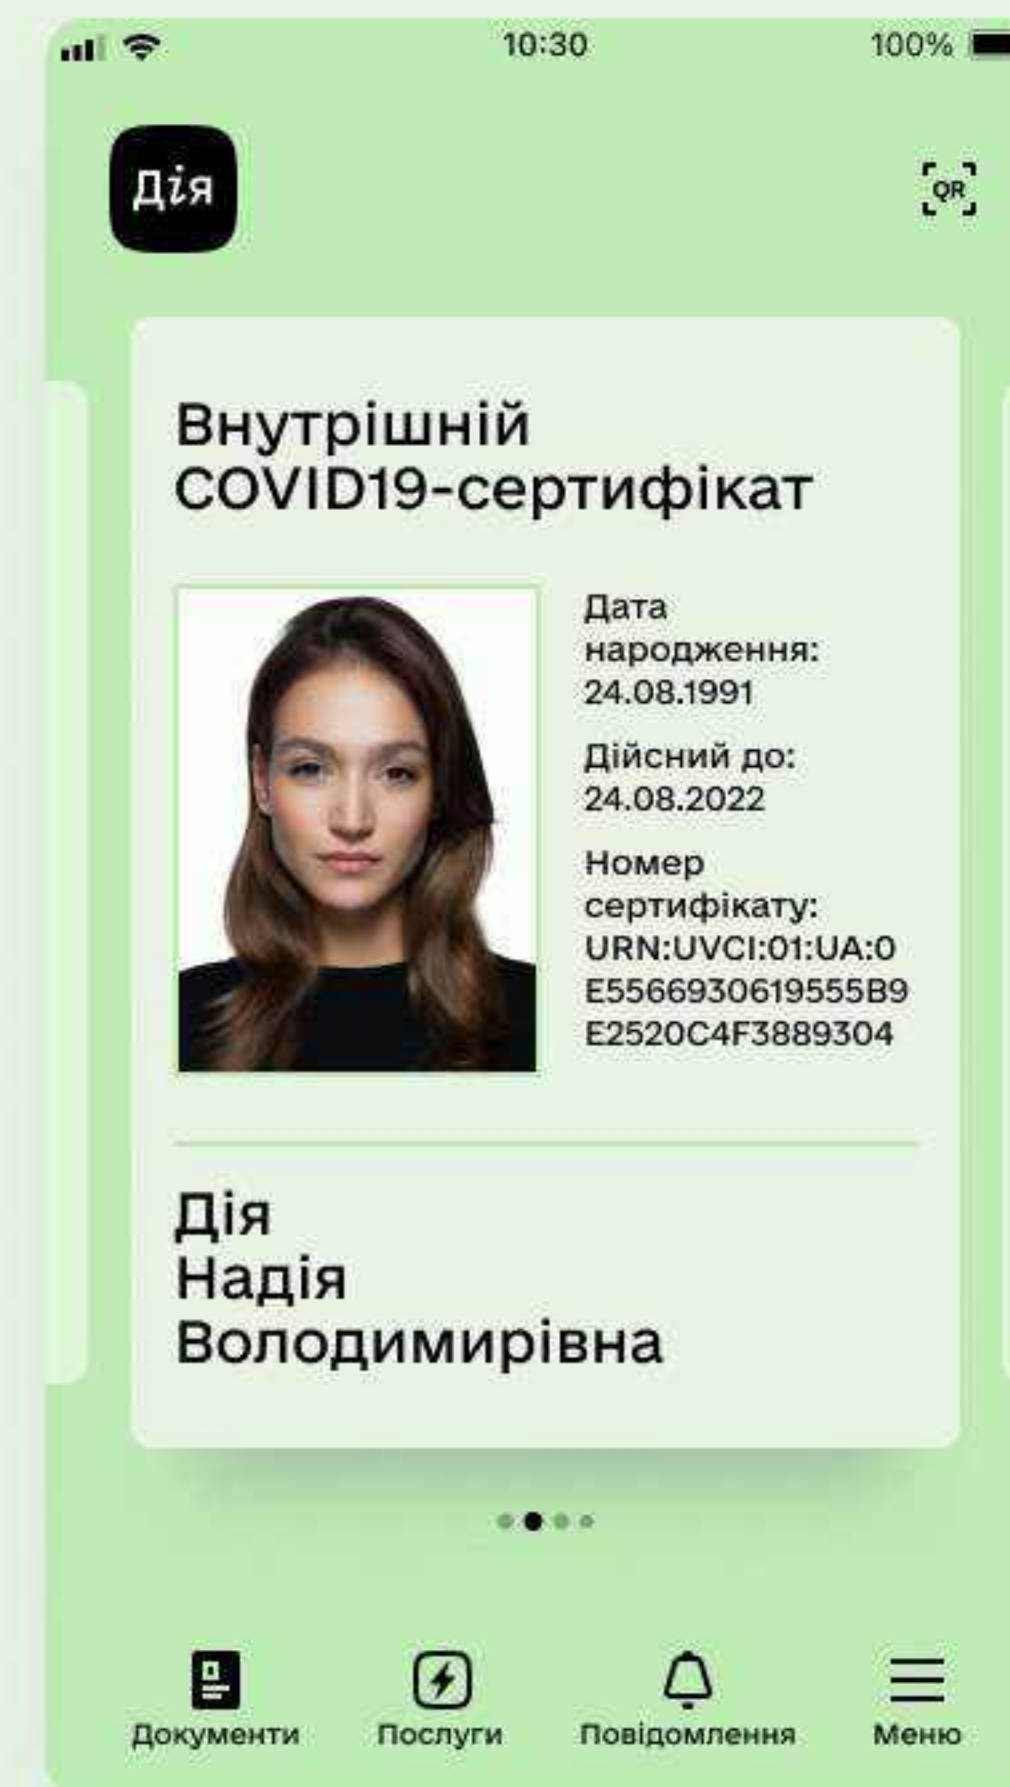 10:30 100%
Дія
QR
Внутрішній
COVID19-сертифікат
Дата
народження:
24.08.1991
Дійсний до:
24.08.2022
Номер
сертифікату:
URN:UVCI:01:UA:0
E5566930619555B9
E2520C4F3889304
Дія
Надія
Володимирівна
Документи Послуги Повідомлення Меню